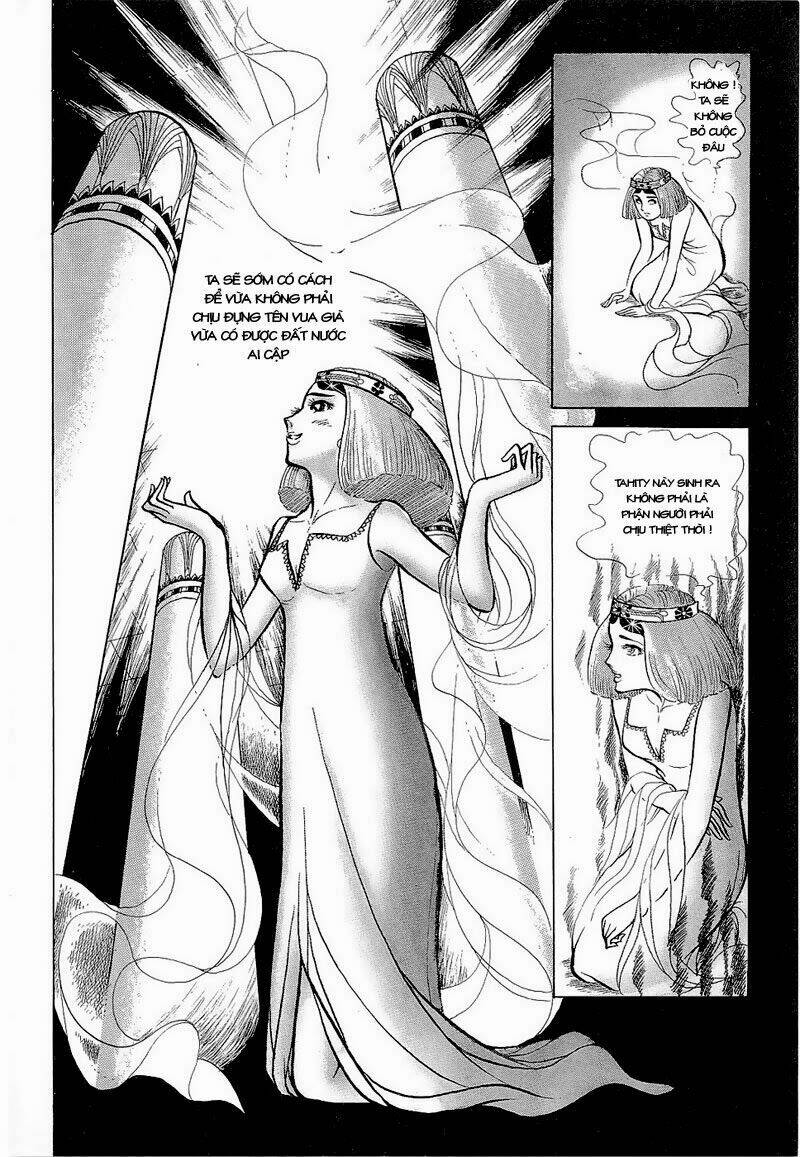 KHÔNG !
TA SẼ
KHÔNG
BỎ CUỘC
ĐÂU
TAHITY NÀY SINH RA
KHÔNG PHẢI LÀ
PHẬN NGƯỜI PHẢI
CHỊU THIỆT THÒI !
TA SẼ SỚM CÓ CÁCH
ĐỂ VỪA KHÔNG PHẢI
CHỊU ĐỰNG TÊN VUA GIẢ
VỪA CÓ ĐƯỢC ĐẤT NƯỚC
AI CẬP